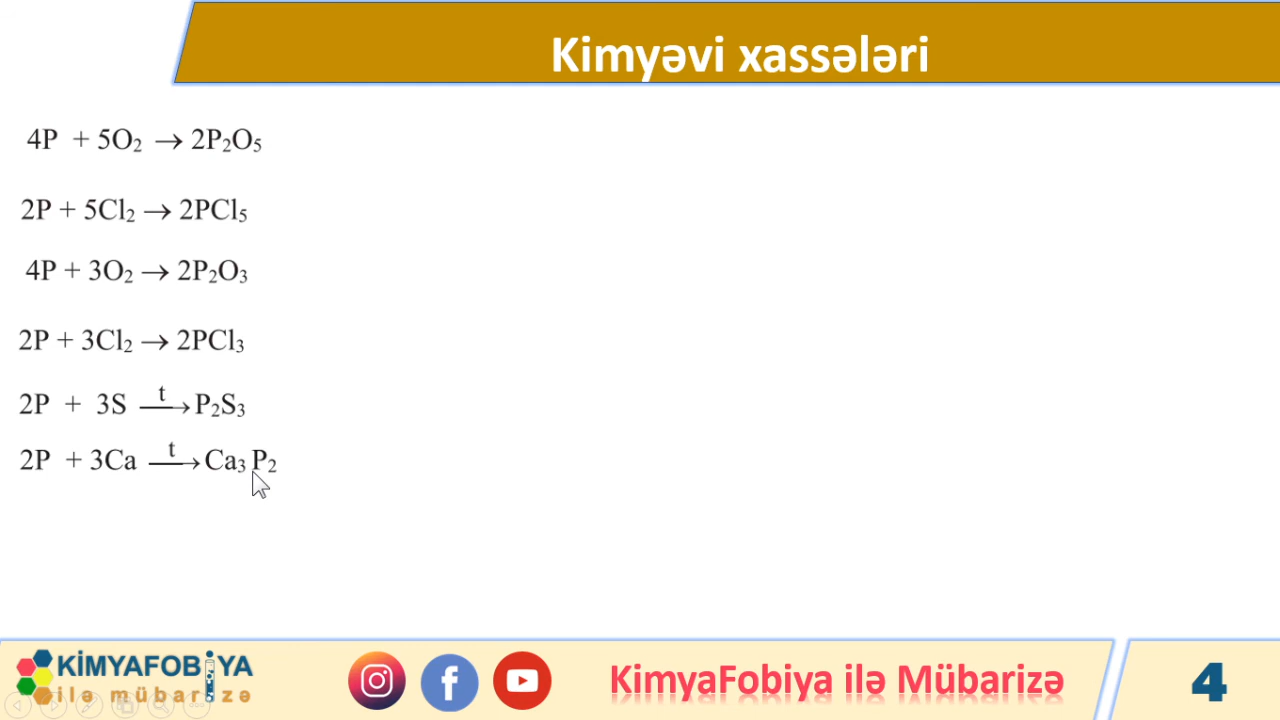 Kimyəvi xassələri
4P + 5O₂ → 2P₂O₅
2P + 5Cl₂ → 2PCl₅
4P + 3O₂ → 2P₂O₃
2P + 3Cl₂ → 2PCl₃
2P + 3S —t→ P₂S₃
2P + 3Ca —t→ Ca₃P₂
KİMYAFOBİYA
ilə mübarizə
KimyaFobiya ilə Mübarizə
4